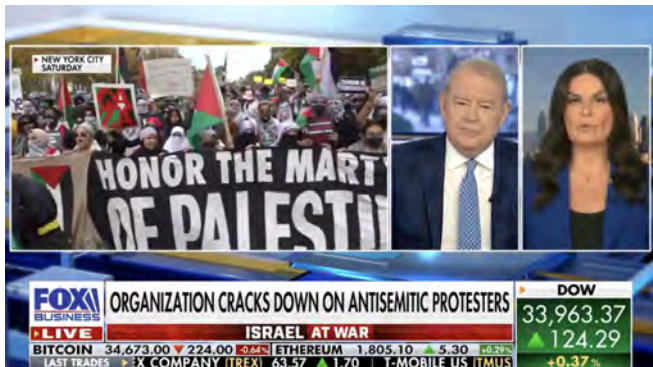 NEW YORK CITY
SATURDAY
HONOR THE MART
OF PALESTI
FOX
BUSINESS
LIVE
ORGANIZATION CRACKS DOWN ON ANTISEMITIC PROTESTERS
ISRAEL AT WAR
DOW
33,963.37
▲ 124.29
+0.37%
BITCOIN 34,673.00 ▼ 224.00 -0.64% ETHEREUM 1,805.10 ▲ 5.30 +0.29%
LAST TRADES X COMPANY (TREX) 63.57 ▲ 1.70 T-MOBILE US (TMUS